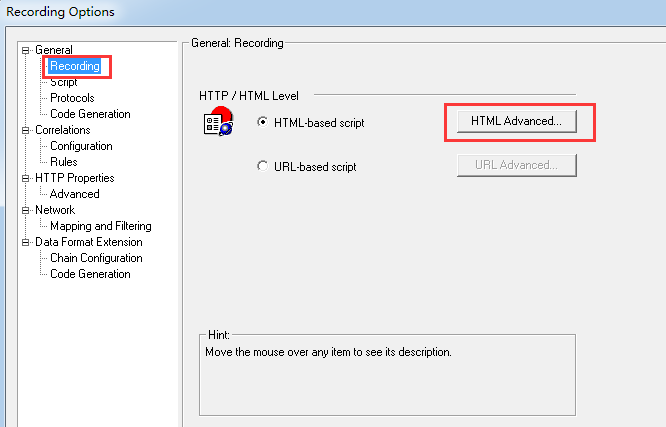 Recording Options
General
Recording
Script
Protocols
Code Generation
Correlations
Configuration
Rules
HTTP Properties
Advanced
Network
Mapping and Filtering
Data Format Extension
Chain Configuration
Code Generation
General: Recording
HTTP / HTML Level
HTML-based script
HTML Advanced...
URL-based script
URL Advanced...
Hint:
Move the mouse over any item to see its description.